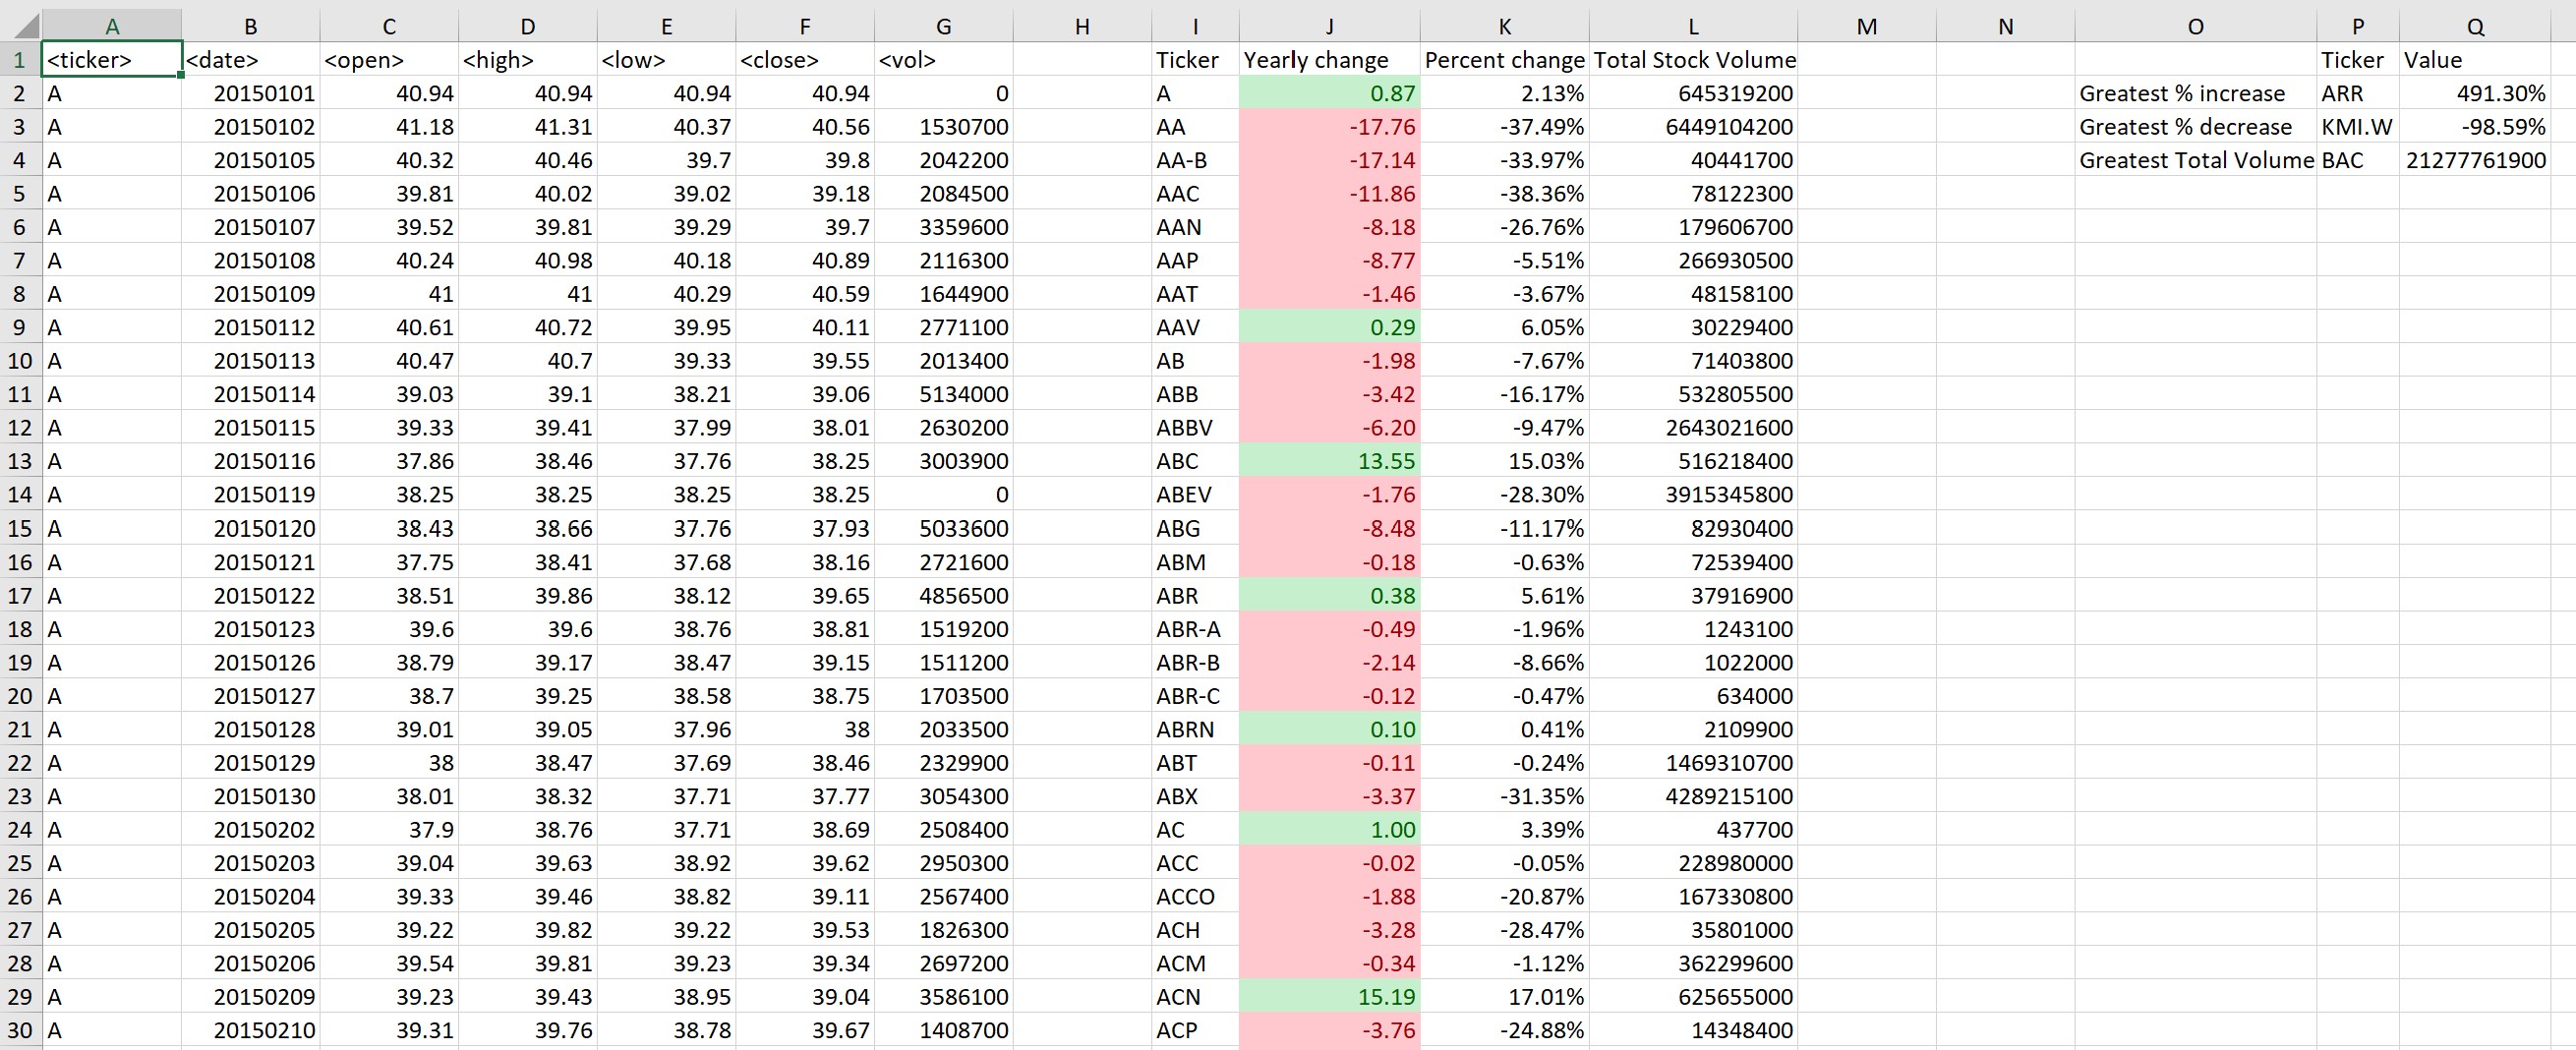 A B C D E F G H I J K L M N O P Q
1 <ticker> <date> <open> <high> <low> <close> <vol> Ticker Yearly change Percent change Total Stock Volume Ticker Value
2 A 20150101 40.94 40.94 40.94 40.94 0 A 0.87 2.13% 645319200 Greatest % increase ARR 491.30%
3 A 20150102 41.18 41.31 40.37 40.56 1530700 AA -17.76 -37.49% 6449104200 Greatest % decrease KMI.W -98.59%
4 A 20150105 40.32 40.46 39.7 39.8 2042200 AA-B -17.14 -33.97% 40441700 Greatest Total Volume BAC 21277761900
5 A 20150106 39.81 40.02 39.02 39.18 2084500 AAC -11.86 -38.36% 78122300
6 A 20150107 39.52 39.81 39.29 39.7 3359600 AAN -8.18 -26.76% 179606700
7 A 20150108 40.24 40.98 40.18 40.89 2116300 AAP -8.77 -5.51% 266930500
8 A 20150109 41 41 40.29 40.59 1644900 AAT -1.46 -3.67% 48158100
9 A 20150112 40.61 40.72 39.95 40.11 2771100 AAV 0.29 6.05% 30229400
10 A 20150113 40.47 40.7 39.33 39.55 2013400 AB -1.98 -7.67% 71403800
11 A 20150114 39.03 39.1 38.21 39.06 5134000 ABB -3.42 -16.17% 532805500
12 A 20150115 39.33 39.41 37.99 38.01 2630200 ABBV -6.20 -9.47% 2643021600
13 A 20150116 37.86 38.46 37.76 38.25 3003900 ABC 13.55 15.03% 516218400
14 A 20150119 38.25 38.25 38.25 38.25 0 ABEV -1.76 -28.30% 3915345800
15 A 20150120 38.43 38.66 37.76 37.93 5033600 ABG -8.48 -11.17% 82930400
16 A 20150121 37.75 38.41 37.68 38.16 2721600 ABM -0.18 -0.63% 72539400
17 A 20150122 38.51 39.86 38.12 39.65 4856500 ABR 0.38 5.61% 37916900
18 A 20150123 39.6 39.6 38.76 38.81 1519200 ABR-A -0.49 -1.96% 1243100
19 A 20150126 38.79 39.17 38.47 39.15 1511200 ABR-B -2.14 -8.66% 1022000
20 A 20150127 38.7 39.25 38.58 38.75 1703500 ABR-C -0.12 -0.47% 634000
21 A 20150128 39.01 39.05 37.96 38 2033500 ABRN 0.10 0.41% 2109900
22 A 20150129 38 38.47 37.69 38.46 2329900 ABT -0.11 -0.24% 1469310700
23 A 20150130 38.01 38.32 37.71 37.77 3054300 ABX -3.37 -31.35% 4289215100
24 A 20150202 37.9 38.76 37.71 38.69 2508400 AC 1.00 3.39% 437700
25 A 20150203 39.04 39.63 38.92 39.62 2950300 ACC -0.02 -0.05% 228980000
26 A 20150204 39.33 39.46 38.82 39.11 2567400 ACCO -1.88 -20.87% 167330800
27 A 20150205 39.22 39.82 39.22 39.53 1826300 ACH -3.28 -28.47% 35801000
28 A 20150206 39.54 39.81 39.23 39.34 2697200 ACM -0.34 -1.12% 362299600
29 A 20150209 39.23 39.43 38.95 39.04 3586100 ACN 15.19 17.01% 625655000
30 A 20150210 39.31 39.76 38.78 39.67 1408700 ACP -3.76 -24.88% 14348400